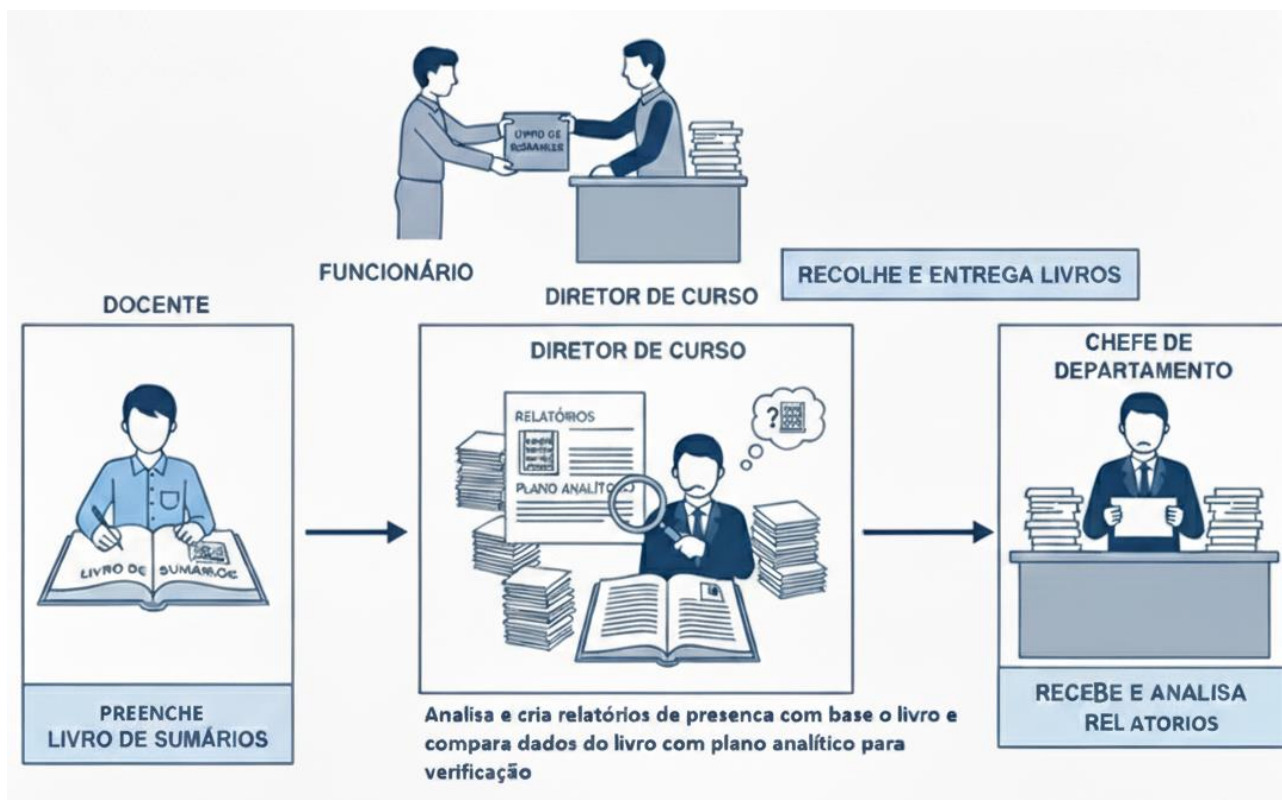 FUNCIONÁRIO
DIRETOR DE CURSO
RECOLHE E ENTREGA LIVROS
DOCENTE
LIVRO DE
PREENCHE
LIVRO DE SUMÁRIOS
DIRETOR DE CURSO
RELATÓRIOS
PLANO ANALÍTICO
?
Analisa e cria relatórios de presenca com base o livro e
compara dados do livro com plano analítico para
verificação
CHEFE DE
DEPARTAMENTO
RECEBE E ANALISA
REL ATORIOS